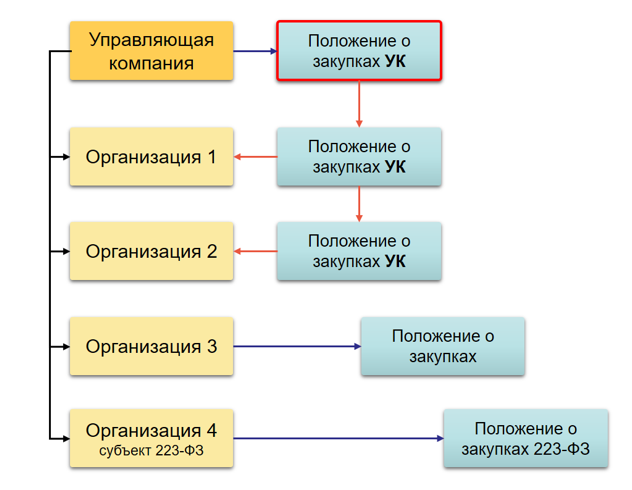 Управляющая
компания
Положение о
закупках УК
Организация 1
Положение о
закупках УК
Организация 2
Положение о
закупках УК
Организация 3
Положение о
закупках
Организация 4
субъект 223-ФЗ
Положение о
закупках 223-ФЗ